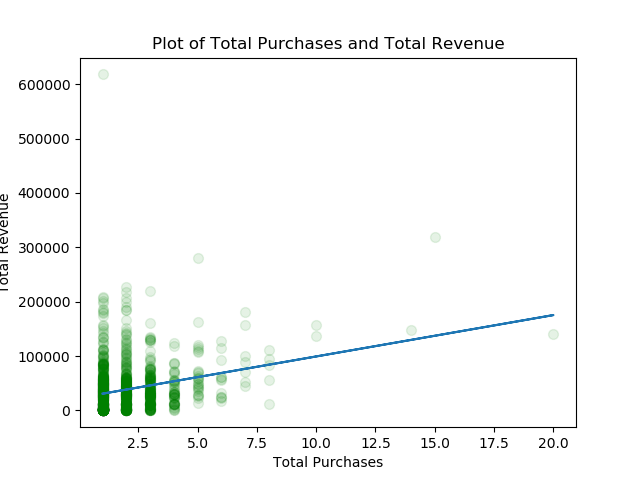 Plot of Total Purchases and Total Revenue
600000
500000
400000
300000
200000
100000
0
Total Revenue
2.5 5.0 7.5 10.0 12.5 15.0 17.5 20.0
Total Purchases